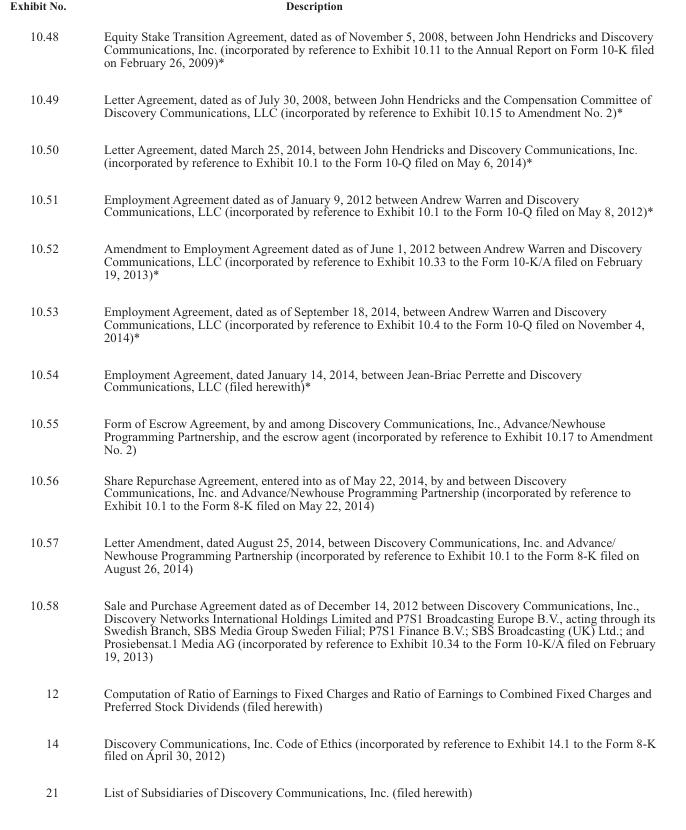 Exhibit No. Description
10.48 Equity Stake Transition Agreement, dated as of November 5, 2008, between John Hendricks and Discovery
Communications, Inc. (incorporated by reference to Exhibit 10.11 to the Annual Report on Form 10-K filed
on February 26, 2009)*
10.49 Letter Agreement, dated as of July 30, 2008, between John Hendricks and the Compensation Committee of
Discovery Communications, LLC (incorporated by reference to Exhibit 10.15 to Amendment No. 2)*
10.50 Letter Agreement, dated March 25, 2014, between John Hendricks and Discovery Communications, Inc.
(incorporated by reference to Exhibit 10.1 to the Form 10-Q filed on May 6, 2014)*
10.51 Employment Agreement dated as of January 9, 2012 between Andrew Warren and Discovery
Communications, LLC (incorporated by reference to Exhibit 10.1 to the Form 10-Q filed on May 8, 2012)*
10.52 Amendment to Employment Agreement dated as of June 1, 2012 between Andrew Warren and Discovery
Communications, LLC (incorporated by reference to Exhibit 10.33 to the Form 10-K/A filed on February
19, 2013)*
10.53 Employment Agreement, dated as of September 18, 2014, between Andrew Warren and Discovery
Communications, LLC (incorporated by reference to Exhibit 10.4 to the Form 10-Q filed on November 4,
2014)*
10.54 Employment Agreement, dated January 14, 2014, between Jean-Briac Perrette and Discovery
Communications, LLC (filed herewith)*
10.55 Form of Escrow Agreement, by and among Discovery Communications, Inc., Advance/Newhouse
Programming Partnership, and the escrow agent (incorporated by reference to Exhibit 10.17 to Amendment
No. 2)
10.56 Share Repurchase Agreement, entered into as of May 22, 2014, by and between Discovery
Communications, Inc. and Advance/Newhouse Programming Partnership (incorporated by reference to
Exhibit 10.1 to the Form 8-K filed on May 22, 2014)
10.57 Letter Amendment, dated August 25, 2014, between Discovery Communications, Inc. and Advance/
Newhouse Programming Partnership (incorporated by reference to Exhibit 10.1 to the Form 8-K filed on
August 26, 2014)
10.58 Sale and Purchase Agreement dated as of December 14, 2012 between Discovery Communications, Inc.,
Discovery Networks International Holdings Limited and P7S1 Broadcasting Europe B.V., acting through its
Swedish Branch, SBS Media Group Sweden Filial; P7S1 Finance B.V.; SBS Broadcasting (UK) Ltd.; and
Prosiebensat.1 Media AG (incorporated by reference to Exhibit 10.34 to the Form 10-K/A filed on February
19, 2013)
12 Computation of Ratio of Earnings to Fixed Charges and Ratio of Earnings to Combined Fixed Charges and
Preferred Stock Dividends (filed herewith)
14 Discovery Communications, Inc. Code of Ethics (incorporated by reference to Exhibit 14.1 to the Form 8-K
filed on April 30, 2012)
21 List of Subsidiaries of Discovery Communications, Inc. (filed herewith)